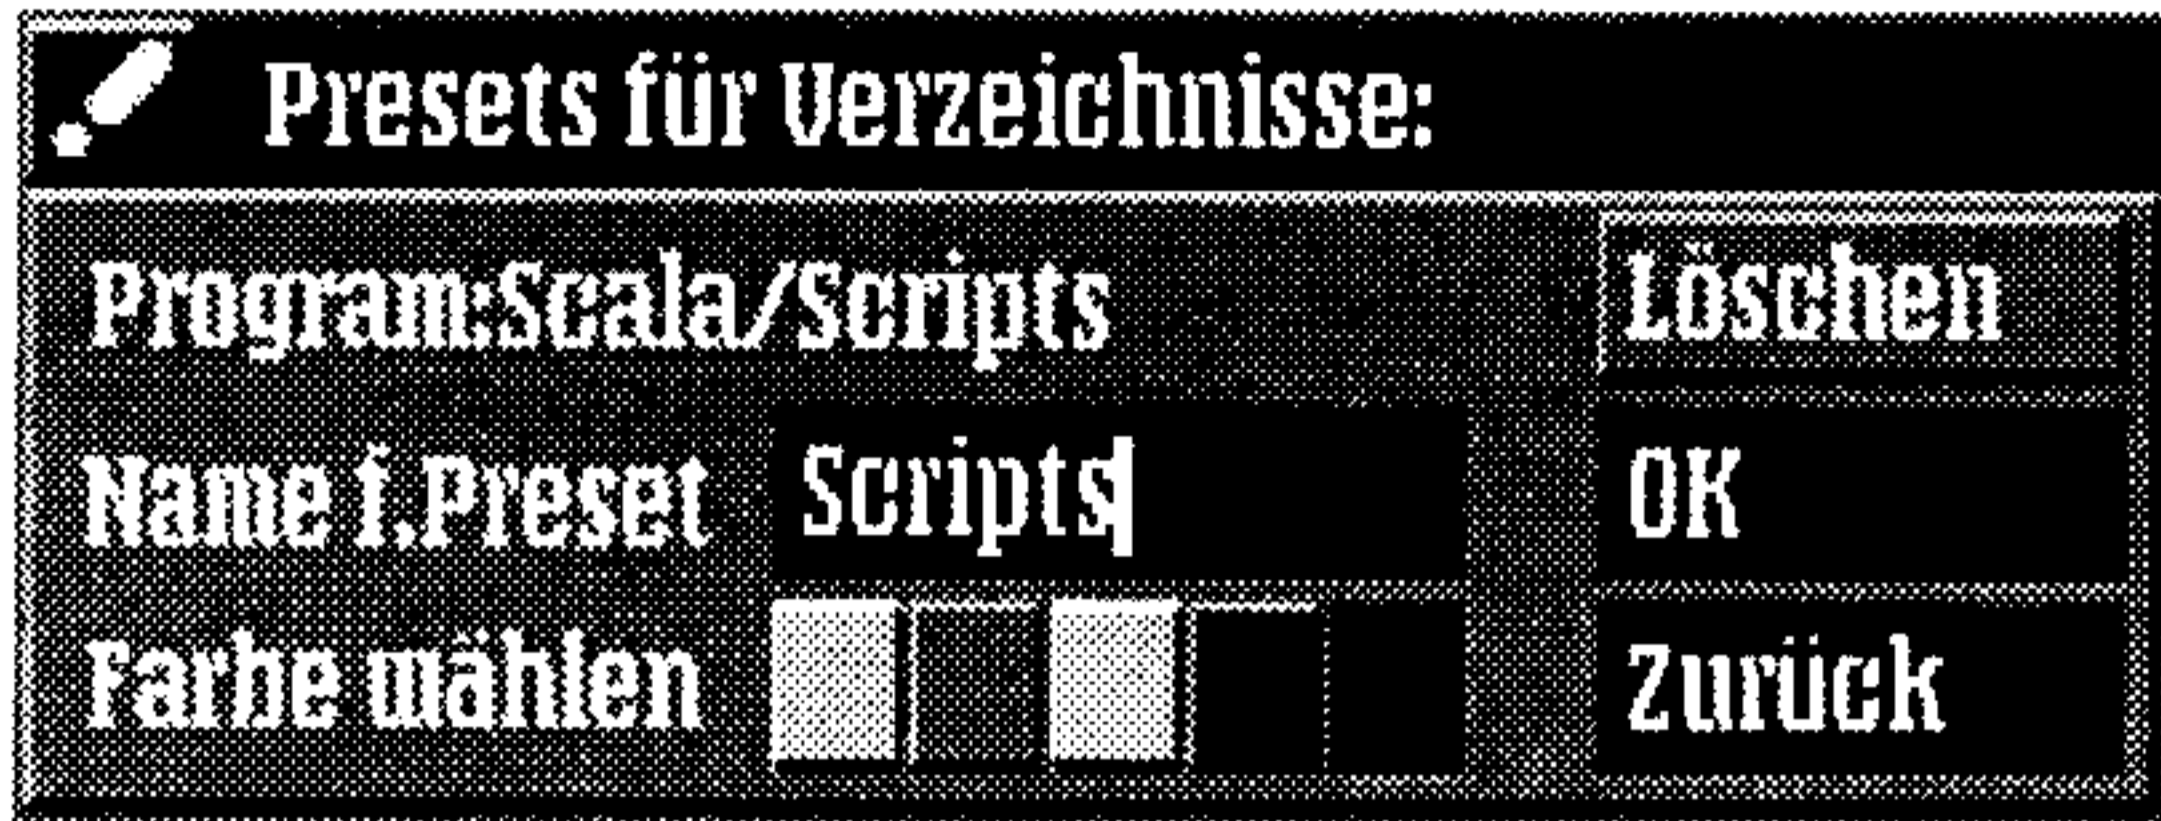 Presets für Verzeichnisse:
Program:Scala/Scripts
Löschen
Name f.Preset
Scripts
OK
Farbe wählen
Zurück